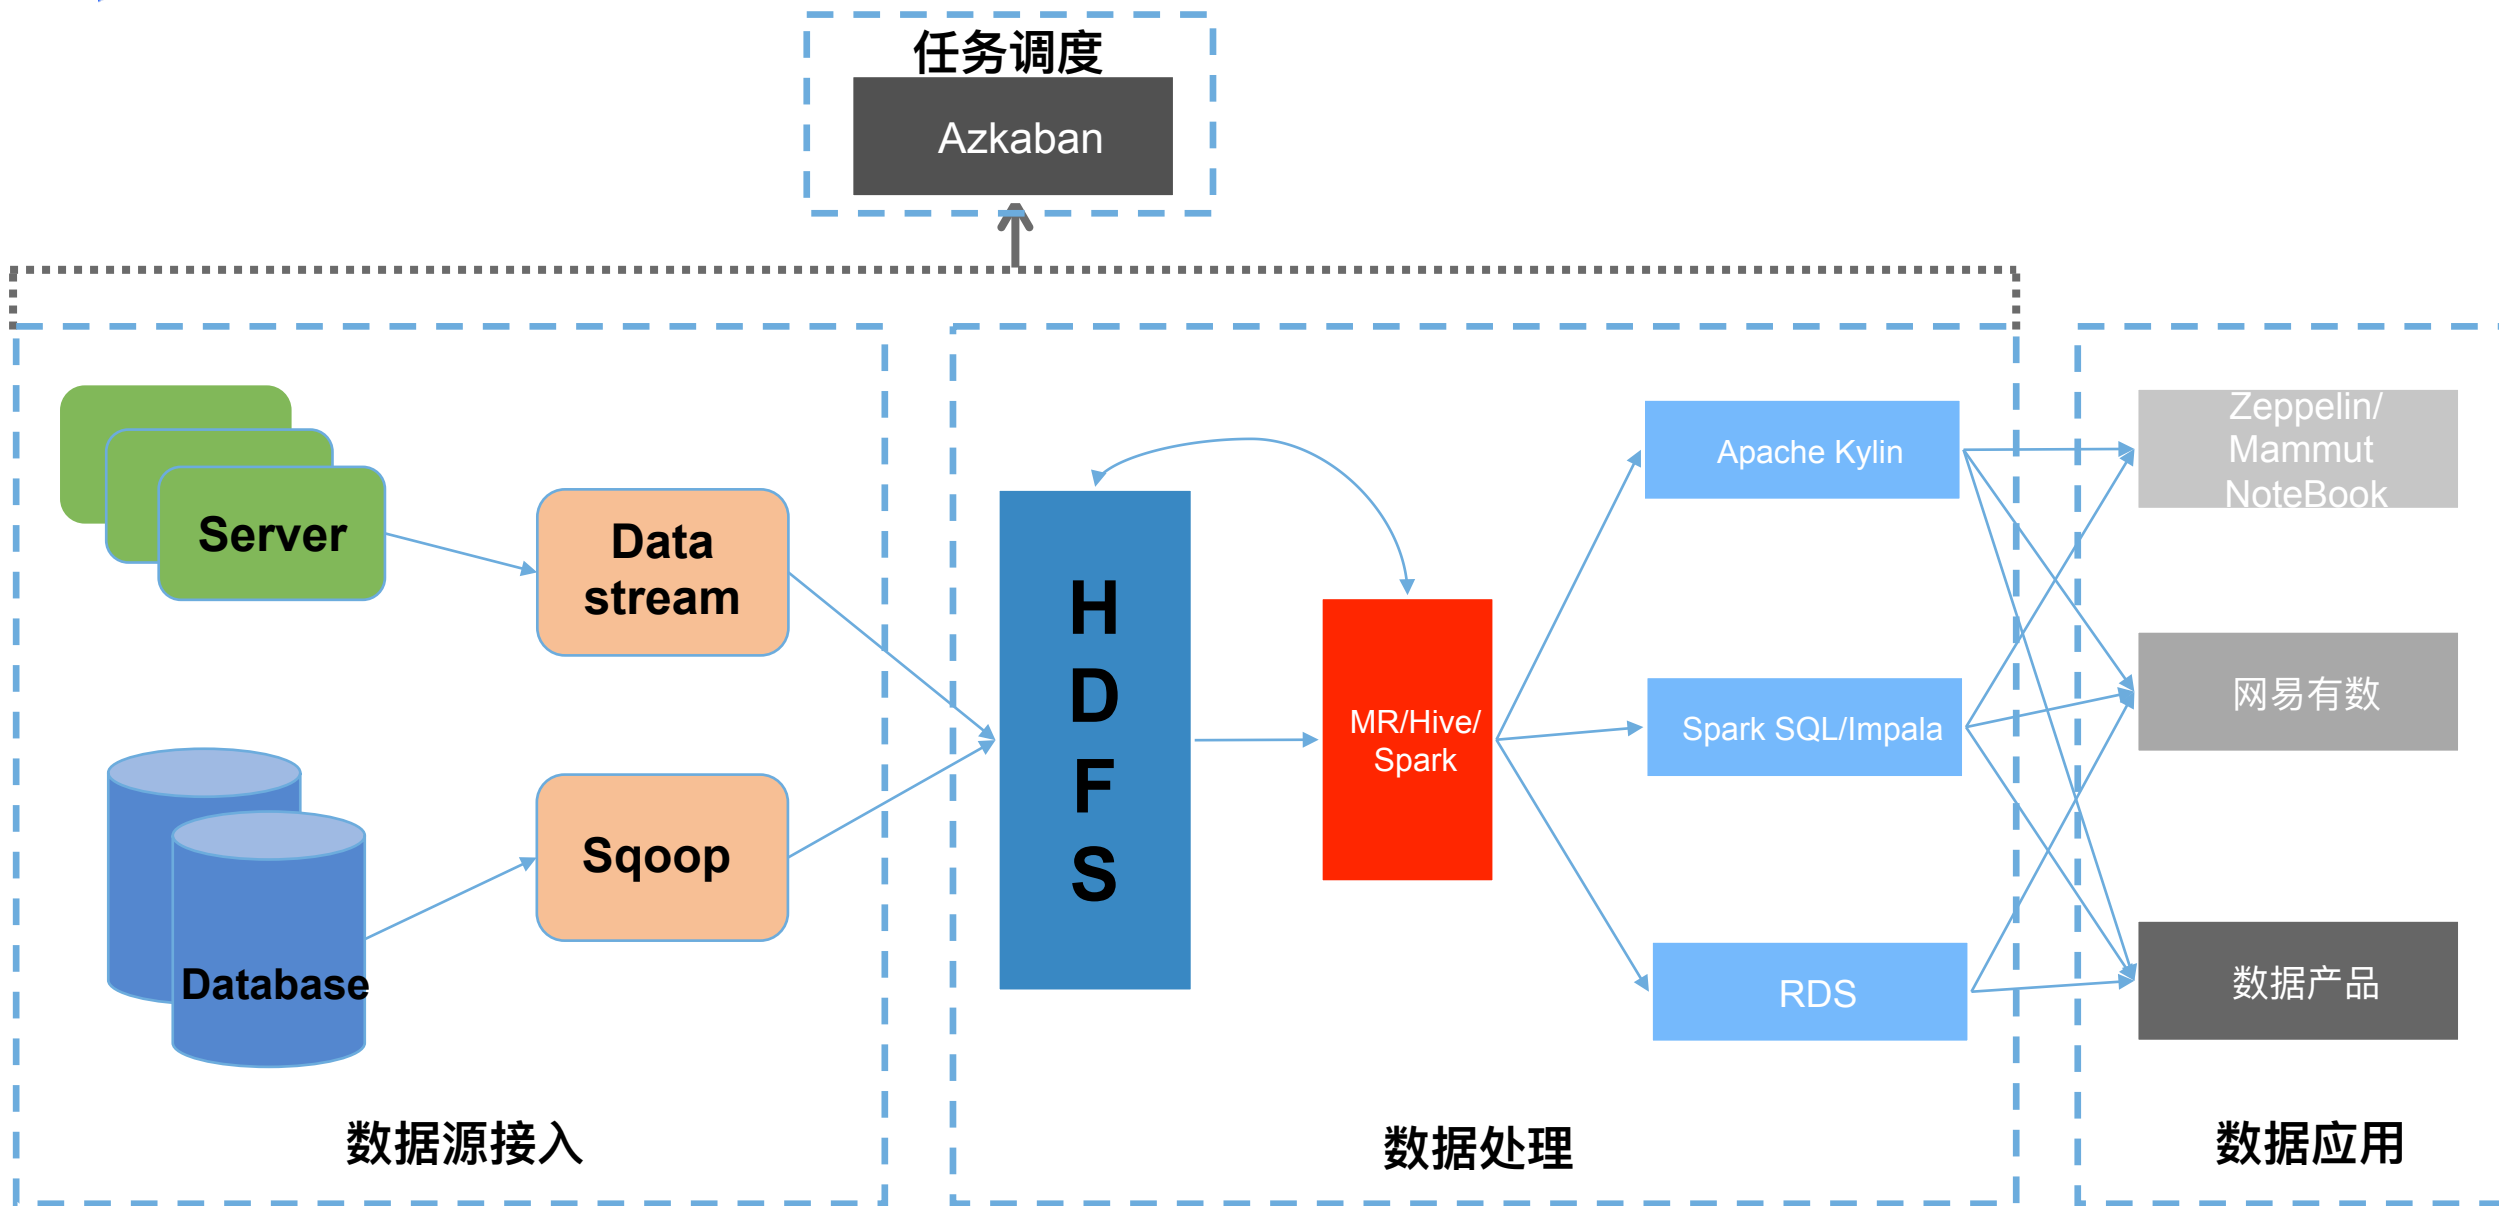 任务调度
Azkaban
Server
Data
stream
Database
Sqoop
数据源接入
H
D
F
S
MR/Hive/
Spark
Apache Kylin
Spark SQL/Impala
RDS
数据处理
Zeppelin/
Mammut
NoteBook
网易有数
数据产品
数据应用